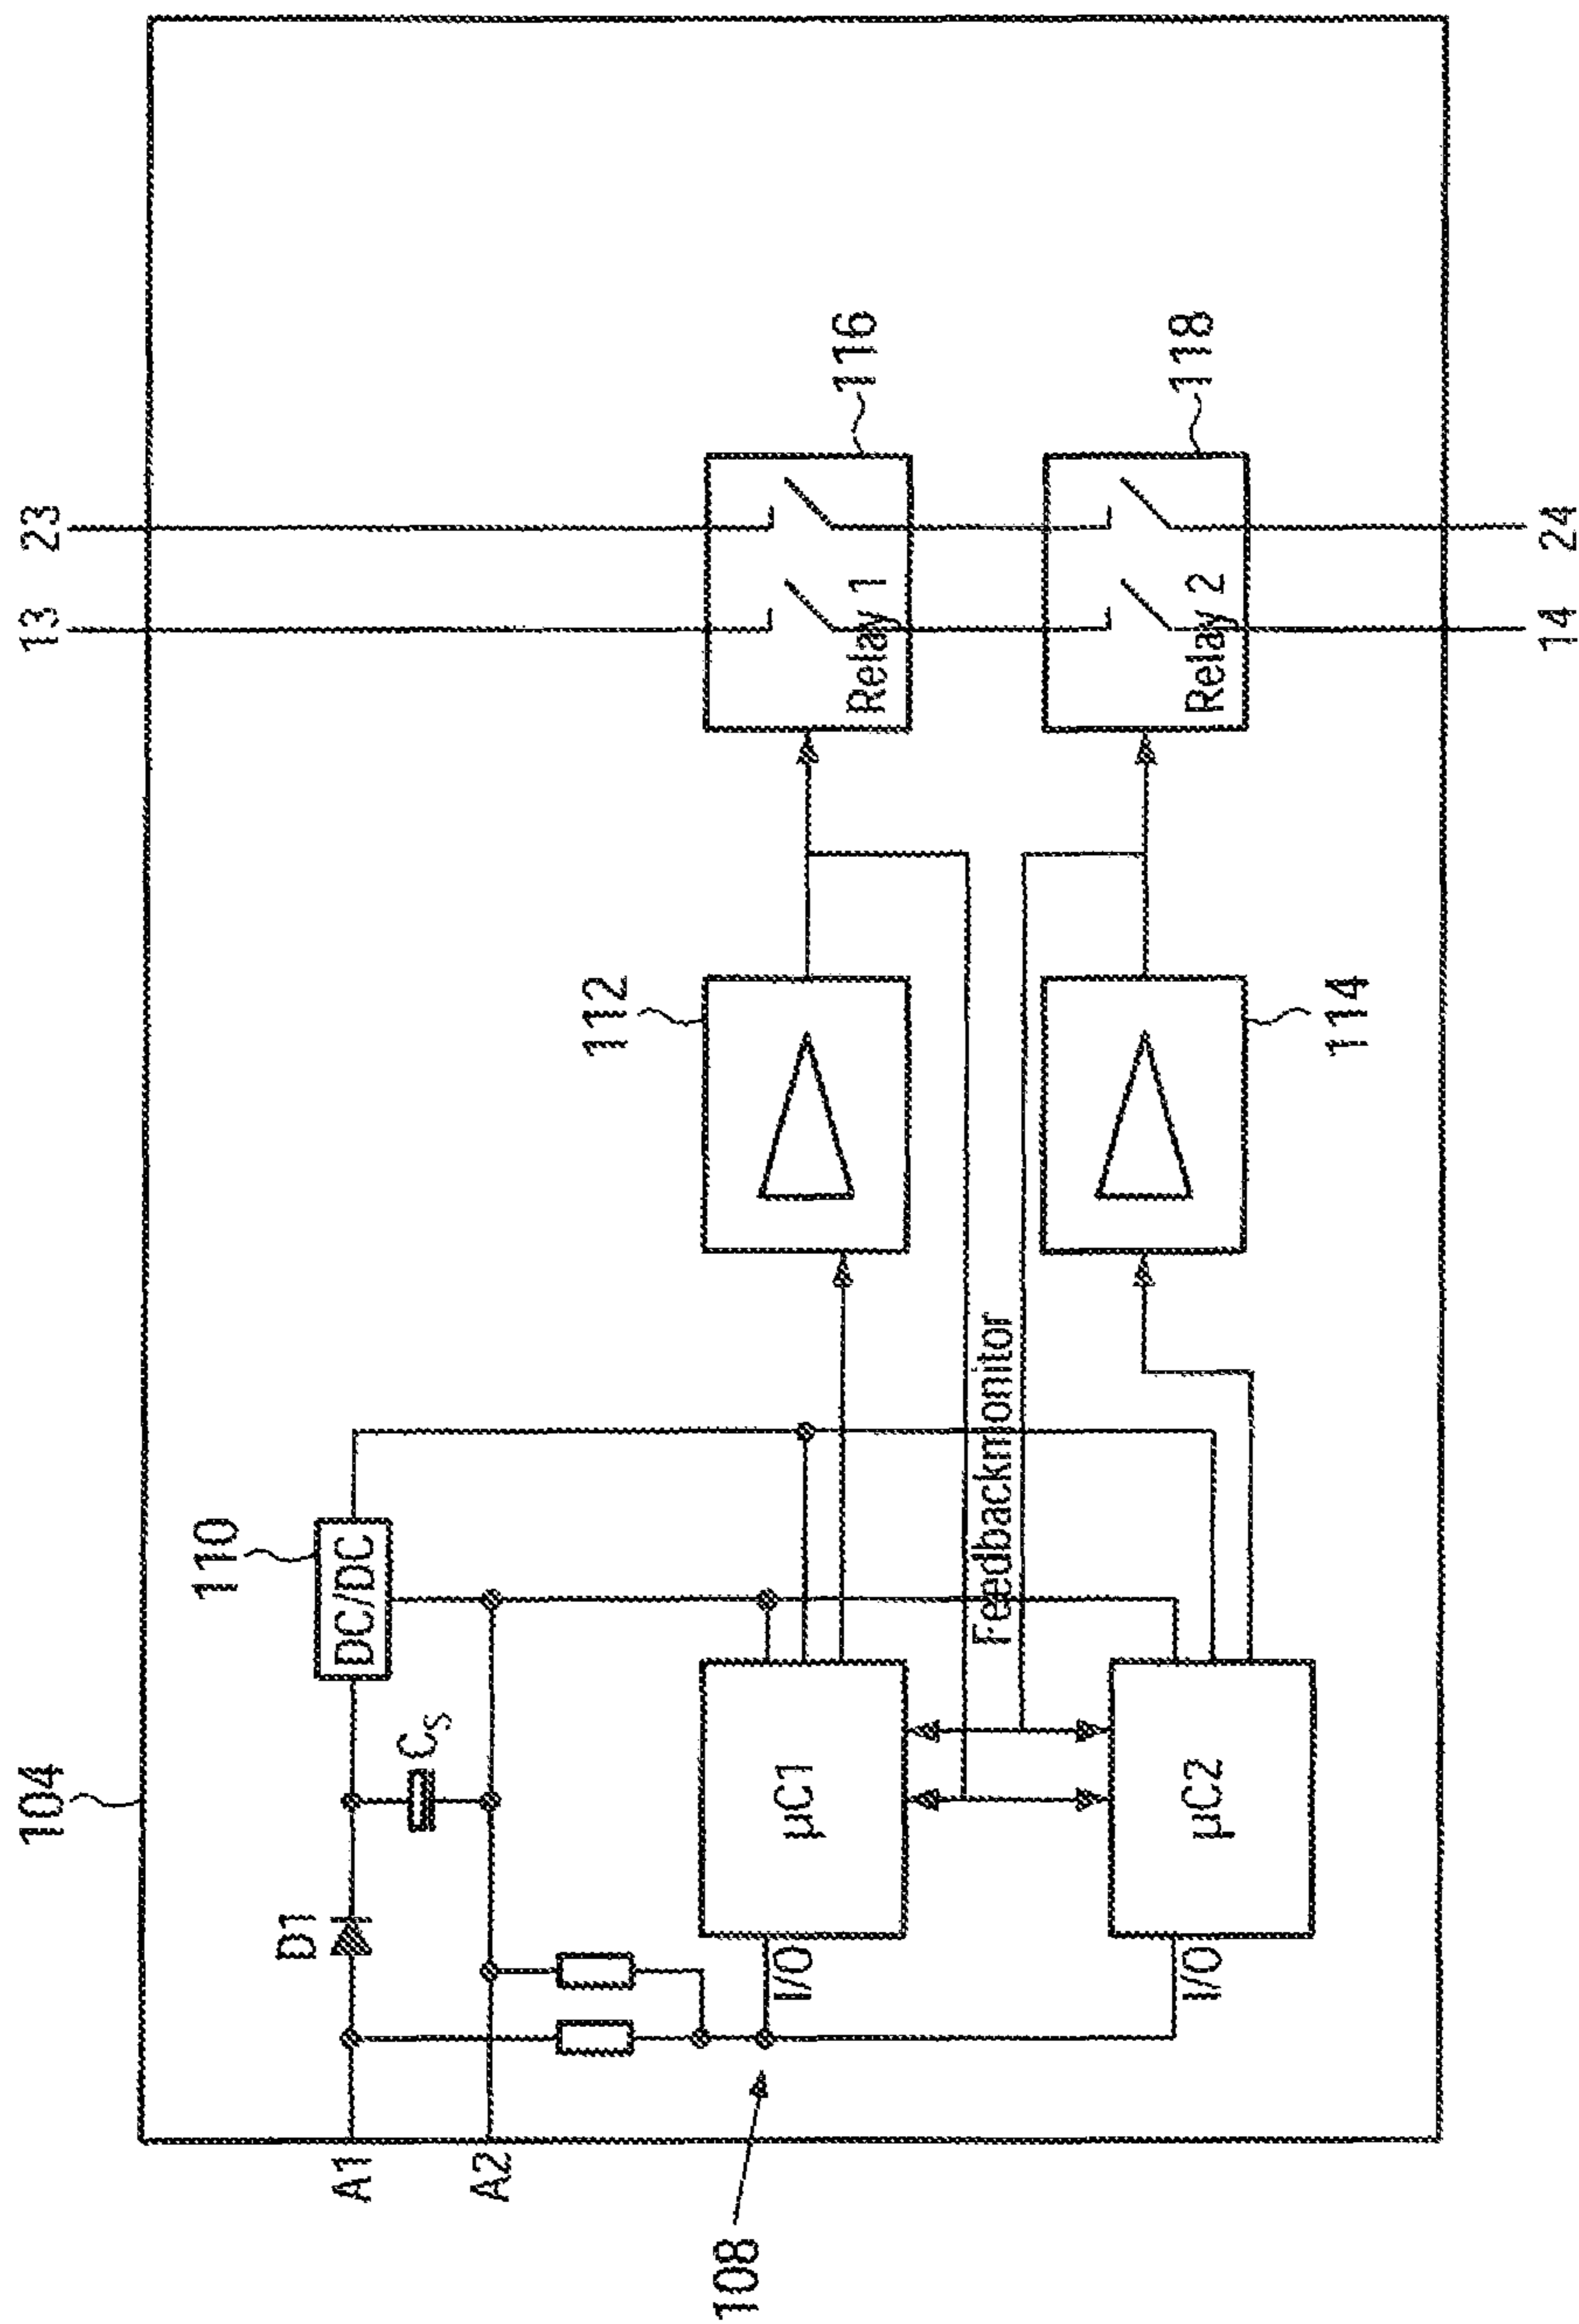 104
A1
A2
108
D1
CS
110
DC/DC
I/O
I/O
µC1
µC2
Feedbackmonitor
112
114
13
23
Relay 1
116
Relay 2
118
14
24